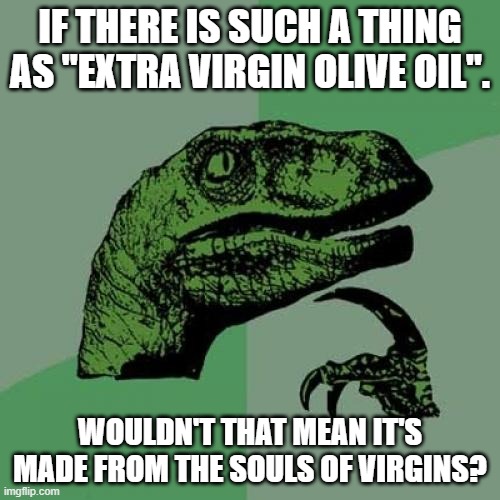 IF THERE IS SUCH A THING
AS "EXTRA VIRGIN OLIVE OIL".
WOULDN'T THAT MEAN IT'S
MADE FROM THE SOULS OF VIRGINS?
imgflip.com